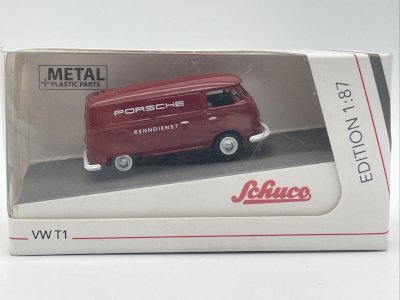 METAL
+PLASTIC PARTS
PORSCHE
RENNDIENST
Schuco
EDITION 1:87
VW T1